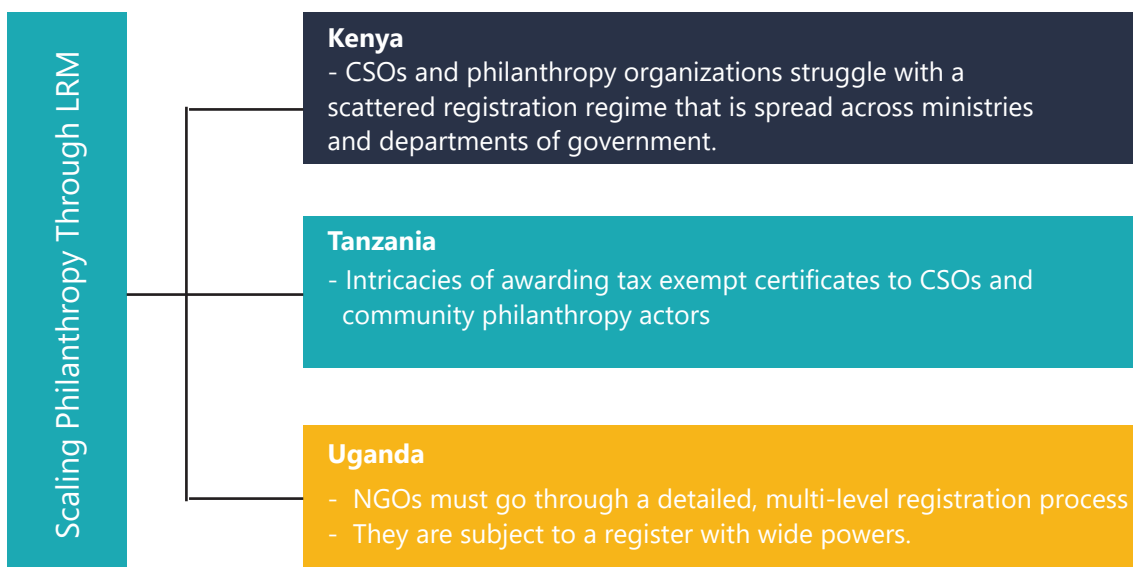 Scaling Philanthropy Through LRM
Kenya
- CSOs and philanthropy organizations struggle with a
scattered registration regime that is spread across ministries
and departments of government.
Tanzania
- Intricacies of awarding tax exempt certificates to CSOs and
community philanthropy actors
Uganda
- NGOs must go through a detailed, multi-level registration process
- They are subject to a register with wide powers.